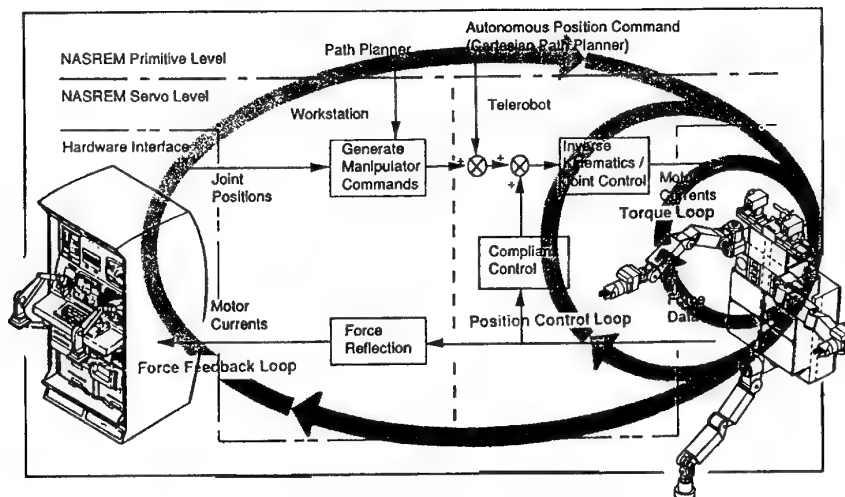 Autonomous Position Command
Path Planner (Cartesian Path Planner)
NASREM Primitive Level
NASREM Servo Level
Workstation
Telerobot
Hardware Interface
Generate
Manipulator
Commands
Inverse
Kinematics /
Joint Control
Joint
Positions
Motor
Currents
Torque Loop
Compliant
Control
Motor
Currents
Force
Reflection
Position Control Loop
Force
Data
Force Feedback Loop